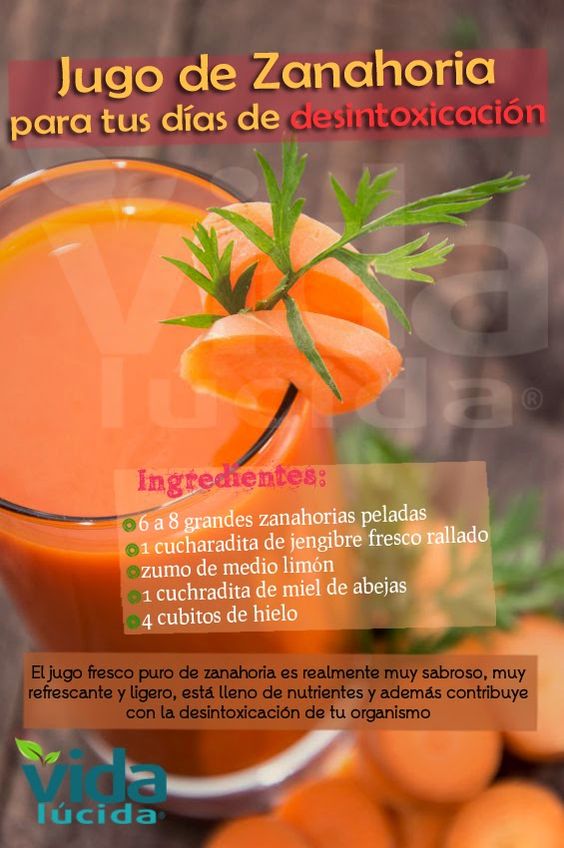 Jugo de Zanahoria
para tus días de desintoxicación
vida
lúcida®
Ingredientes:
6 a 8 grandes zanahorias peladas
1 cucharadita de jengibre fresco rallado
zumo de medio limón
1 cuchradita de miel de abejas
4 cubitos de hielo
El jugo fresco puro de zanahoria es realmente muy sabroso, muy
refrescante y ligero, está lleno de nutrientes y además contribuye
con la desintoxicación de tu organismo
vida
lúcida®